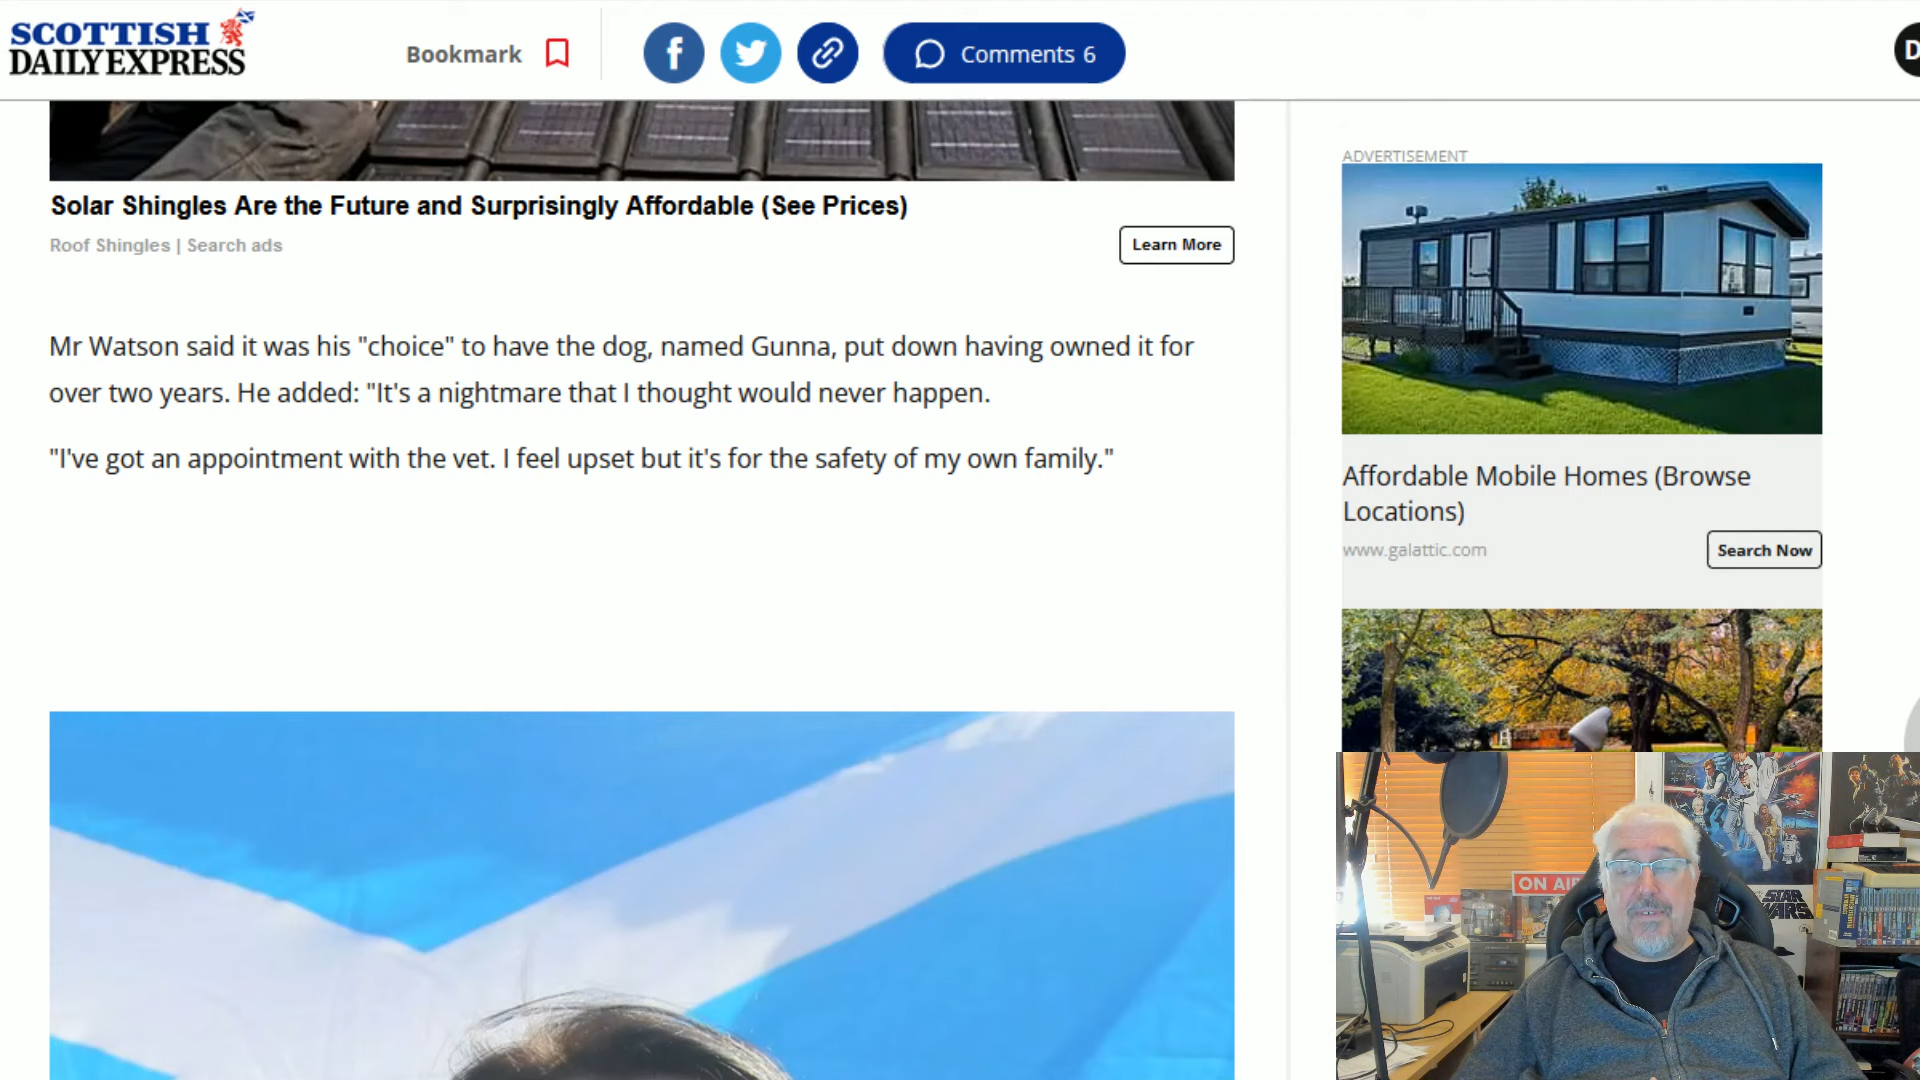 SCOTTISH
DAILY EXPRESS
Bookmark
Comments 6
D
Solar Shingles Are the Future and Surprisingly Affordable (See Prices)
Roof Shingles | Search ads
Learn More
Mr Watson said it was his "choice" to have the dog, named Gunna, put down having owned it for
over two years. He added: "It's a nightmare that I thought would never happen.
"I've got an appointment with the vet. I feel upset but it's for the safety of my own family."
ADVERTISEMENT
Affordable Mobile Homes (Browse
Locations)
www.galattic.com
Search Now
ON AI
STAR
WARS